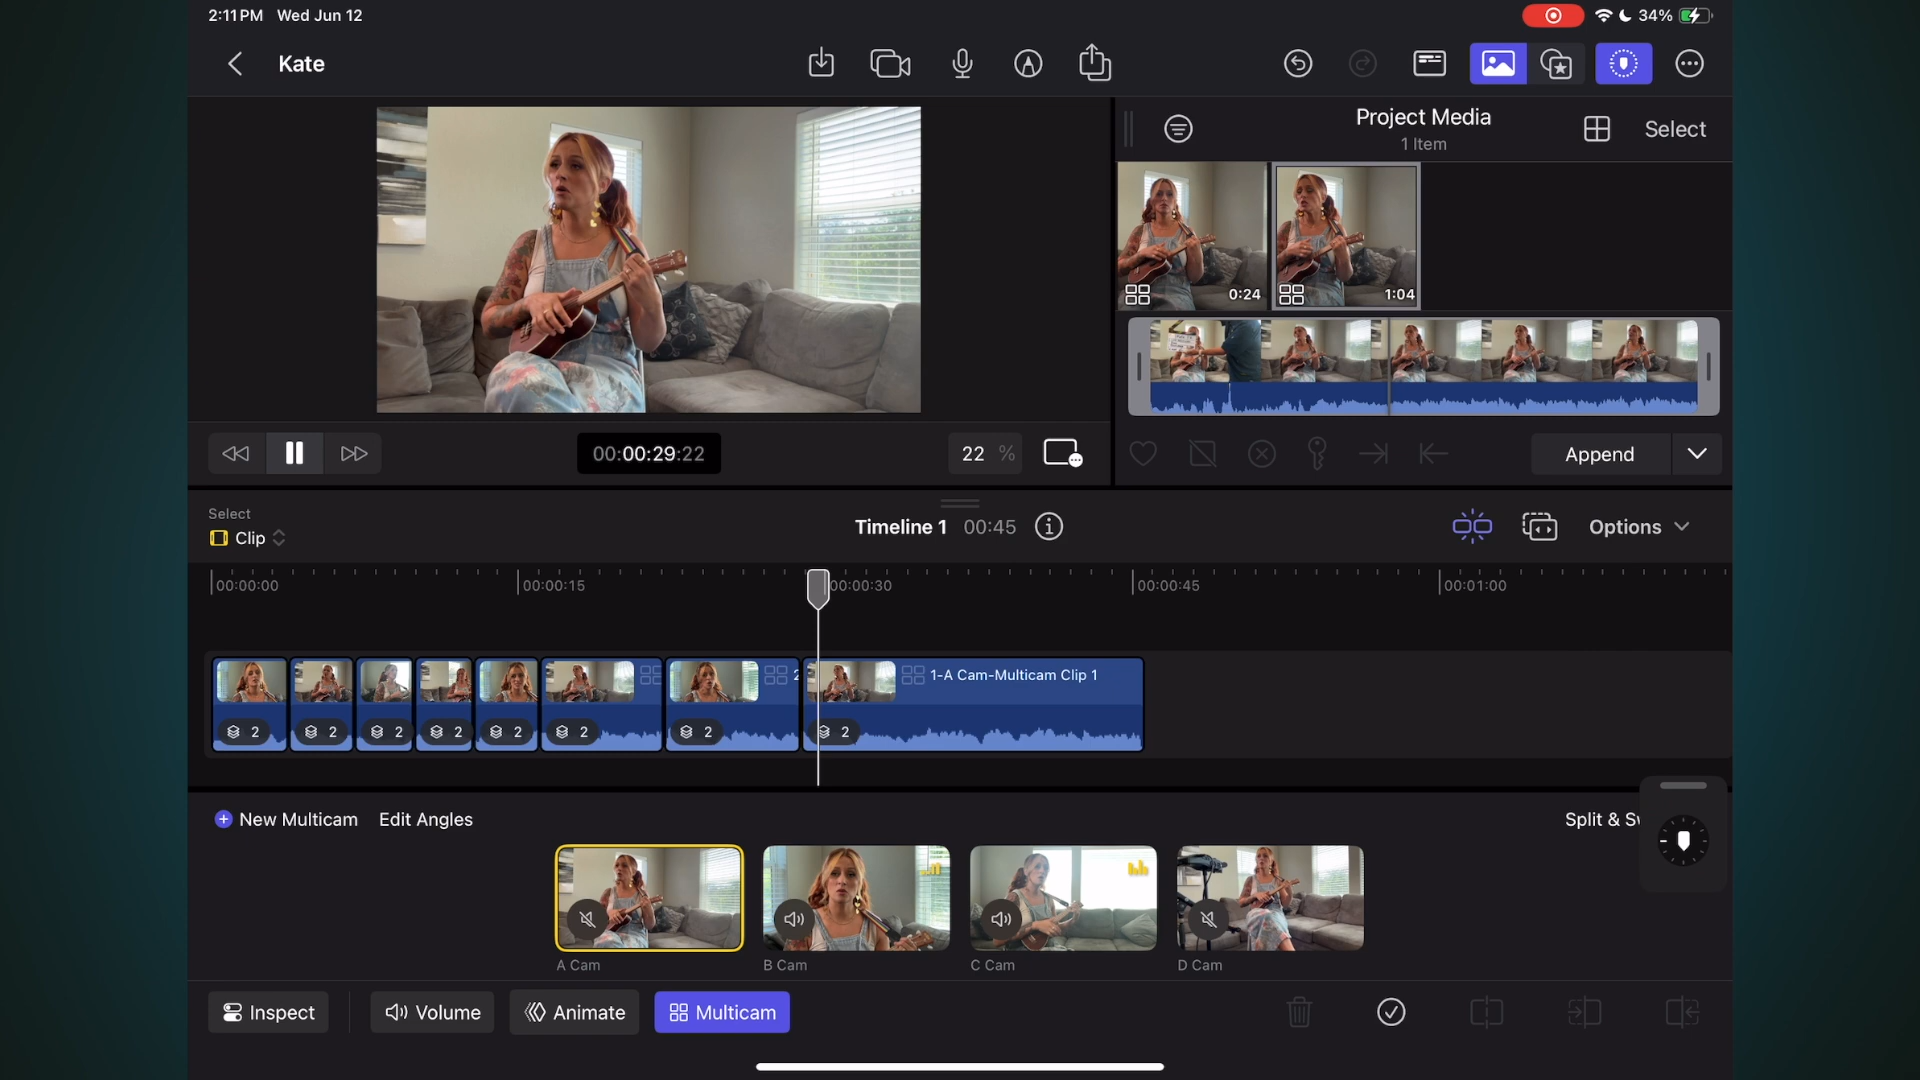 2:11 PM Wed Jun 12
34%
Kate
Project Media
1 Item
Select
0:24
1:04
00:00:29:22
22 %
Append
Select
Clip
Timeline 1 00:45
Options
00:00:00
00:00:15
00:00:30
00:00:45
00:01:00
2
1-A Cam-Multicam Clip 1
2
2
2
2
2
2
2
2
New Multicam
Edit Angles
Split & Sw
A Cam
B Cam
C Cam
D Cam
Inspect
Volume
Animate
Multicam